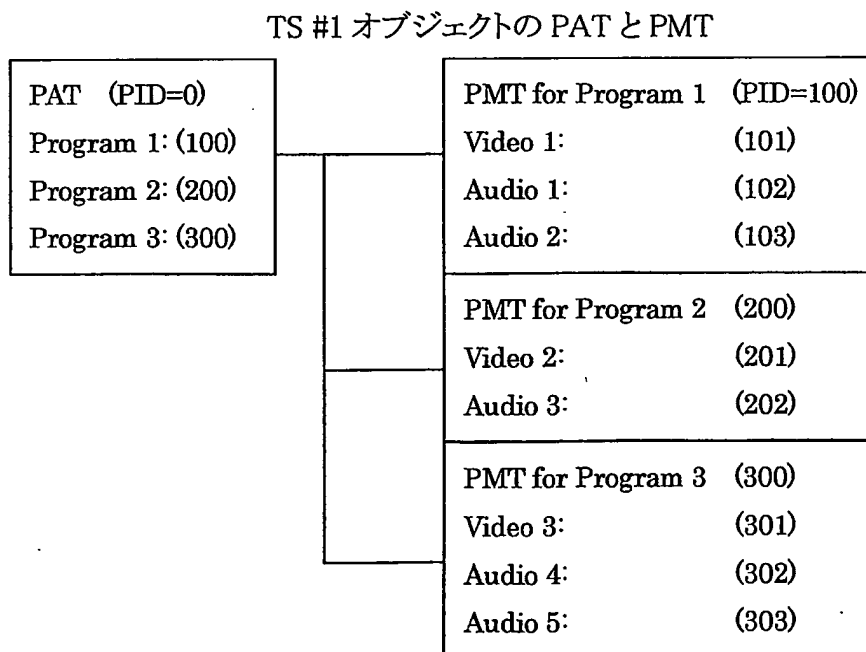 TS #1 オブジェクトの PAT と PMT
PAT (PID=0)
Program 1: (100)
Program 2: (200)
Program 3: (300)
PMT for Program 1 (PID=100)
Video 1: (101)
Audio 1: (102)
Audio 2: (103)
PMT for Program 2 (200)
Video 2: (201)
Audio 3: (202)
PMT for Program 3 (300)
Video 3: (301)
Audio 4: (302)
Audio 5: (303)